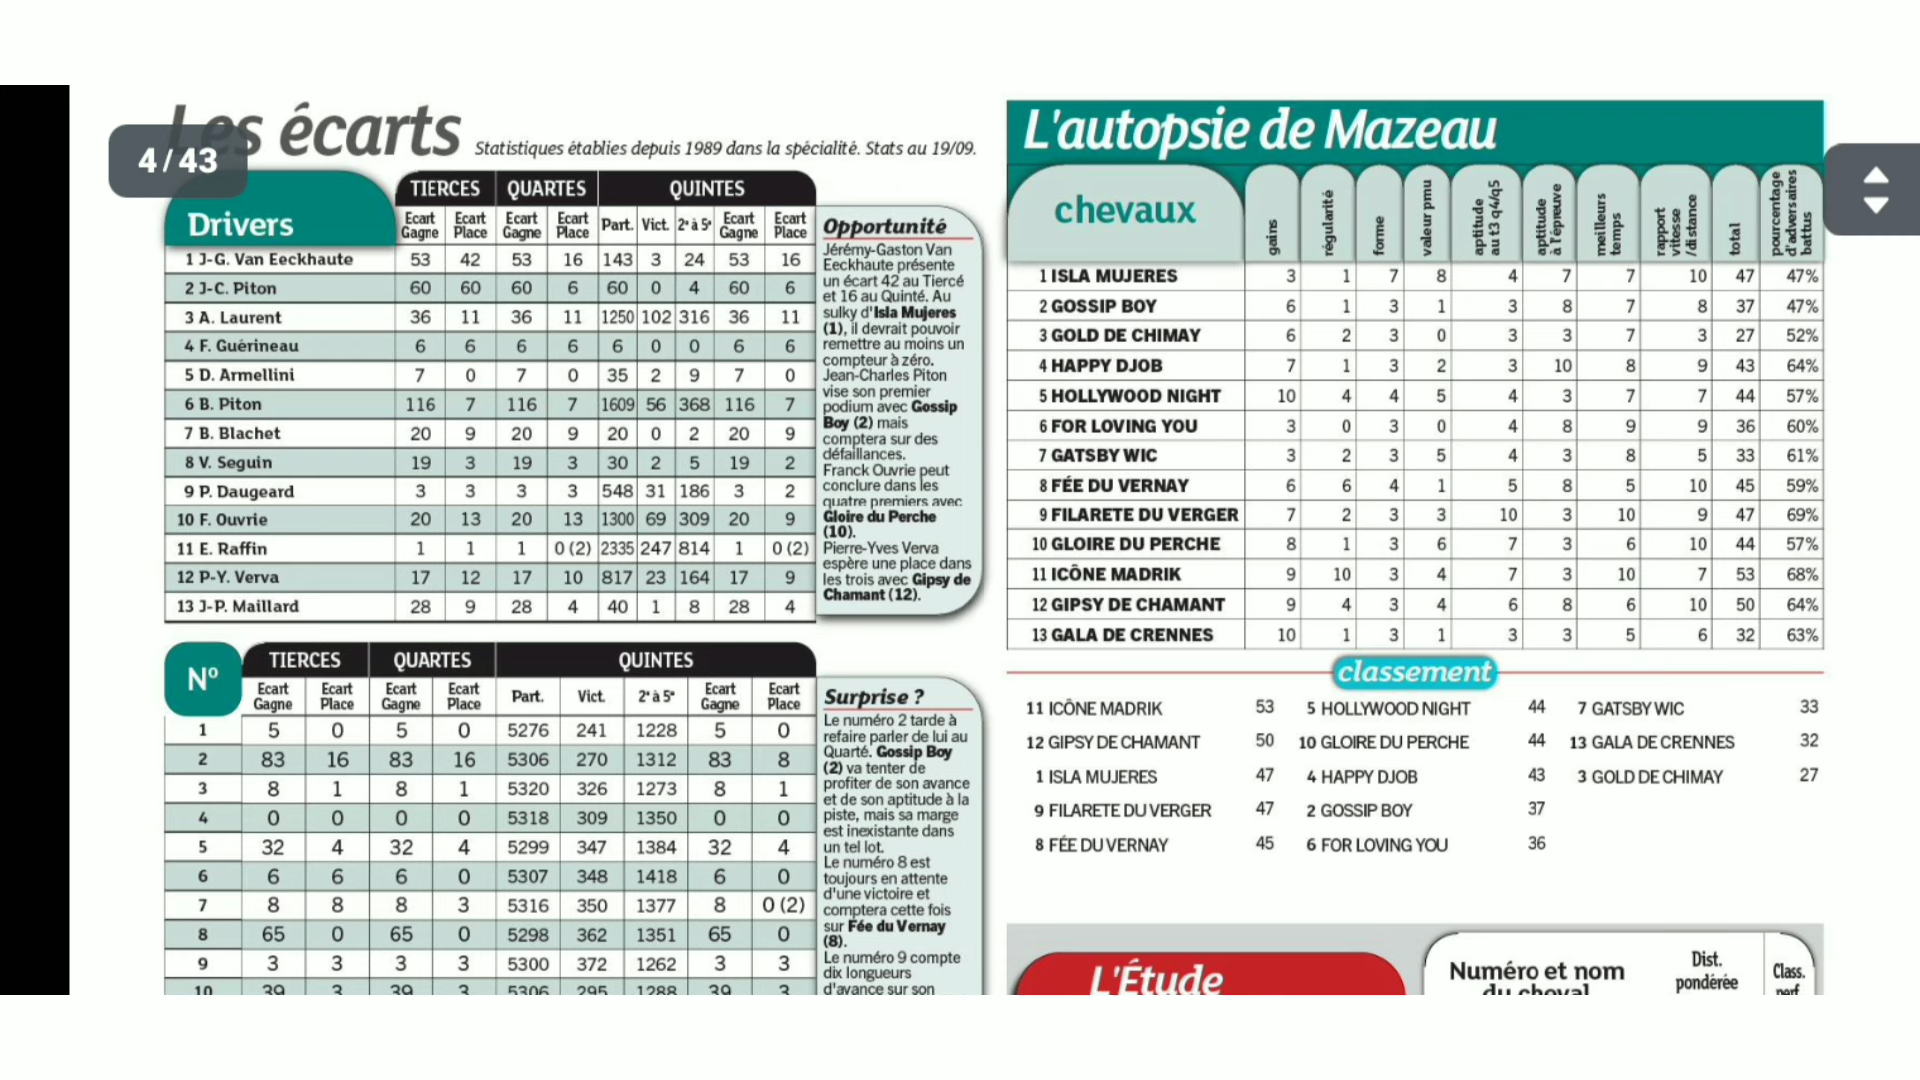 Les écarts Statistiques établies depuis 1989 dans la spécialité. Stats au 19/09.
4/43
Drivers
TIERCES QUARTES QUINTES
Ecart Gagne Ecart Place Ecart Gagne Ecart Place Part. Vict. 2e à 5e Ecart Gagne Ecart Place
1 J-G. Van Eeckhaute 53 42 53 16 143 3 24 53 16
2 J-C. Piton 60 60 60 6 60 0 4 60 6
3 A. Laurent 36 11 36 11 1250 102 316 36 11
4 F. Guérineau 6 6 6 6 6 0 0 6 6
5 D. Armellini 7 0 7 0 35 2 9 7 0
6 B. Piton 116 7 116 7 1609 56 368 116 7
7 B. Blachet 20 9 20 9 20 0 2 20 9
8 V. Seguin 19 3 19 3 30 2 5 19 2
9 P. Daugeard 3 3 3 3 548 31 186 3 2
10 F. Ouvrie 20 13 20 13 1300 69 309 20 9
11 E. Raffin 1 1 1 0 (2) 2335 247 814 1 0 (2)
12 P-Y. Verva 17 12 17 10 817 23 164 17 9
13 J-P. Maillard 28 9 28 4 40 1 8 28 4
Opportunité
Jérémy-Gaston Van
Eeckhaute présente
un écart 42 au Tiercé
et 16 au Quinté. Au
sulky d'Isla Mujeres
(1), il devrait pouvoir
remettre au moins un
compteur à zéro.
Jean-Charles Piton
vise son premier
podium avec Gossip
Boy (2) mais
comptera sur des
défaillances.
Franck Ouvrie peut
conclure dans les
quatre premiers avec
Gloire du Perche
(10).
Pierre-Yves Verva
espère une place dans
les trois avec Gipsy de
Chamant (12).
N°
TIERCES QUARTES QUINTES
Ecart Gagne Ecart Place Ecart Gagne Ecart Place Part. Vict. 2e à 5e Ecart Gagne Ecart Place
1 5 0 5 0 5276 241 1228 5 0
2 83 16 83 16 5306 270 1312 83 8
3 8 1 8 1 5320 326 1273 8 1
4 0 0 0 0 5318 309 1350 0 0
5 32 4 32 4 5299 347 1384 32 4
6 6 6 6 0 5307 348 1418 6 0
7 8 8 8 3 5316 350 1377 8 0 (2)
8 65 0 65 0 5298 362 1351 65 0
9 3 3 3 3 5300 372 1262 3 3
10 39 3 39 3 5306 295 1288 39 3
Surprise ?
Le numéro 2 tarde à
refaire parler de lui au
Quarté. Gossip Boy
(2) va tenter de
profiter de son avance
et de son aptitude à la
piste, mais sa marge
est inexistante dans
un tel lot.
Le numéro 8 est
toujours en attente
d'une victoire et
comptera cette fois
sur Fée du Vernay
(8).
Le numéro 9 compte
dix longueurs
d'avance sur son
L'autopsie de Mazeau
chevaux gains régularité forme valeur pmu aptitude au t3 q4/q5 aptitude à l'épreuve meilleurs temps rapport vitesse /distance total pourcentage d'adversaires battus
1 ISLA MUJERES 3 1 7 8 4 7 7 10 47 47%
2 GOSSIP BOY 6 1 3 1 3 8 7 8 37 47%
3 GOLD DE CHIMAY 6 2 3 0 3 3 7 3 27 52%
4 HAPPY DJOB 7 1 3 2 3 10 8 9 43 64%
5 HOLLYWOOD NIGHT 10 4 4 5 4 3 7 7 44 57%
6 FOR LOVING YOU 3 0 3 0 4 8 9 9 36 60%
7 GATSBY WIC 3 2 3 5 4 3 8 5 33 61%
8 FÉE DU VERNAY 6 6 4 1 5 8 5 10 45 59%
9 FILARETE DU VERGER 7 2 3 3 10 3 10 9 47 69%
10 GLOIRE DU PERCHE 8 1 3 6 7 3 6 10 44 57%
11 ICÔNE MADRIK 9 10 3 4 7 3 10 7 53 68%
12 GIPSY DE CHAMANT 9 4 3 4 6 8 6 10 50 64%
13 GALA DE CRENNES 10 1 3 1 3 3 5 6 32 63%
classement
11 ICÔNE MADRIK 53 5 HOLLYWOOD NIGHT 44 7 GATSBY WIC 33
12 GIPSY DE CHAMANT 50 10 GLOIRE DU PERCHE 44 13 GALA DE CRENNES 32
1 ISLA MUJERES 47 4 HAPPY DJOB 43 3 GOLD DE CHIMAY 27
9 FILARETE DU VERGER 47 2 GOSSIP BOY 37
8 FÉE DU VERNAY 45 6 FOR LOVING YOU 36
L'Étude
Numéro et nom
du cheval
Dist.
pondérée
Class.
perf.